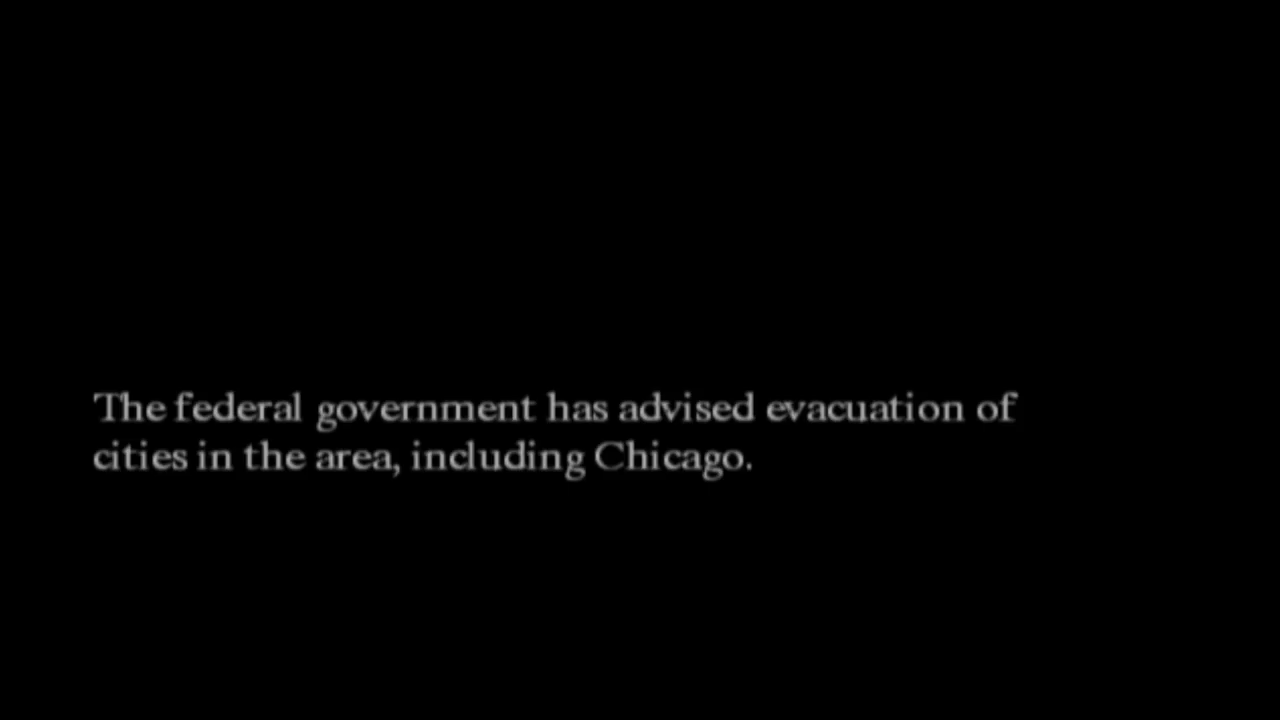 The federal government has advised evacuation of
cities in the area, including Chicago.